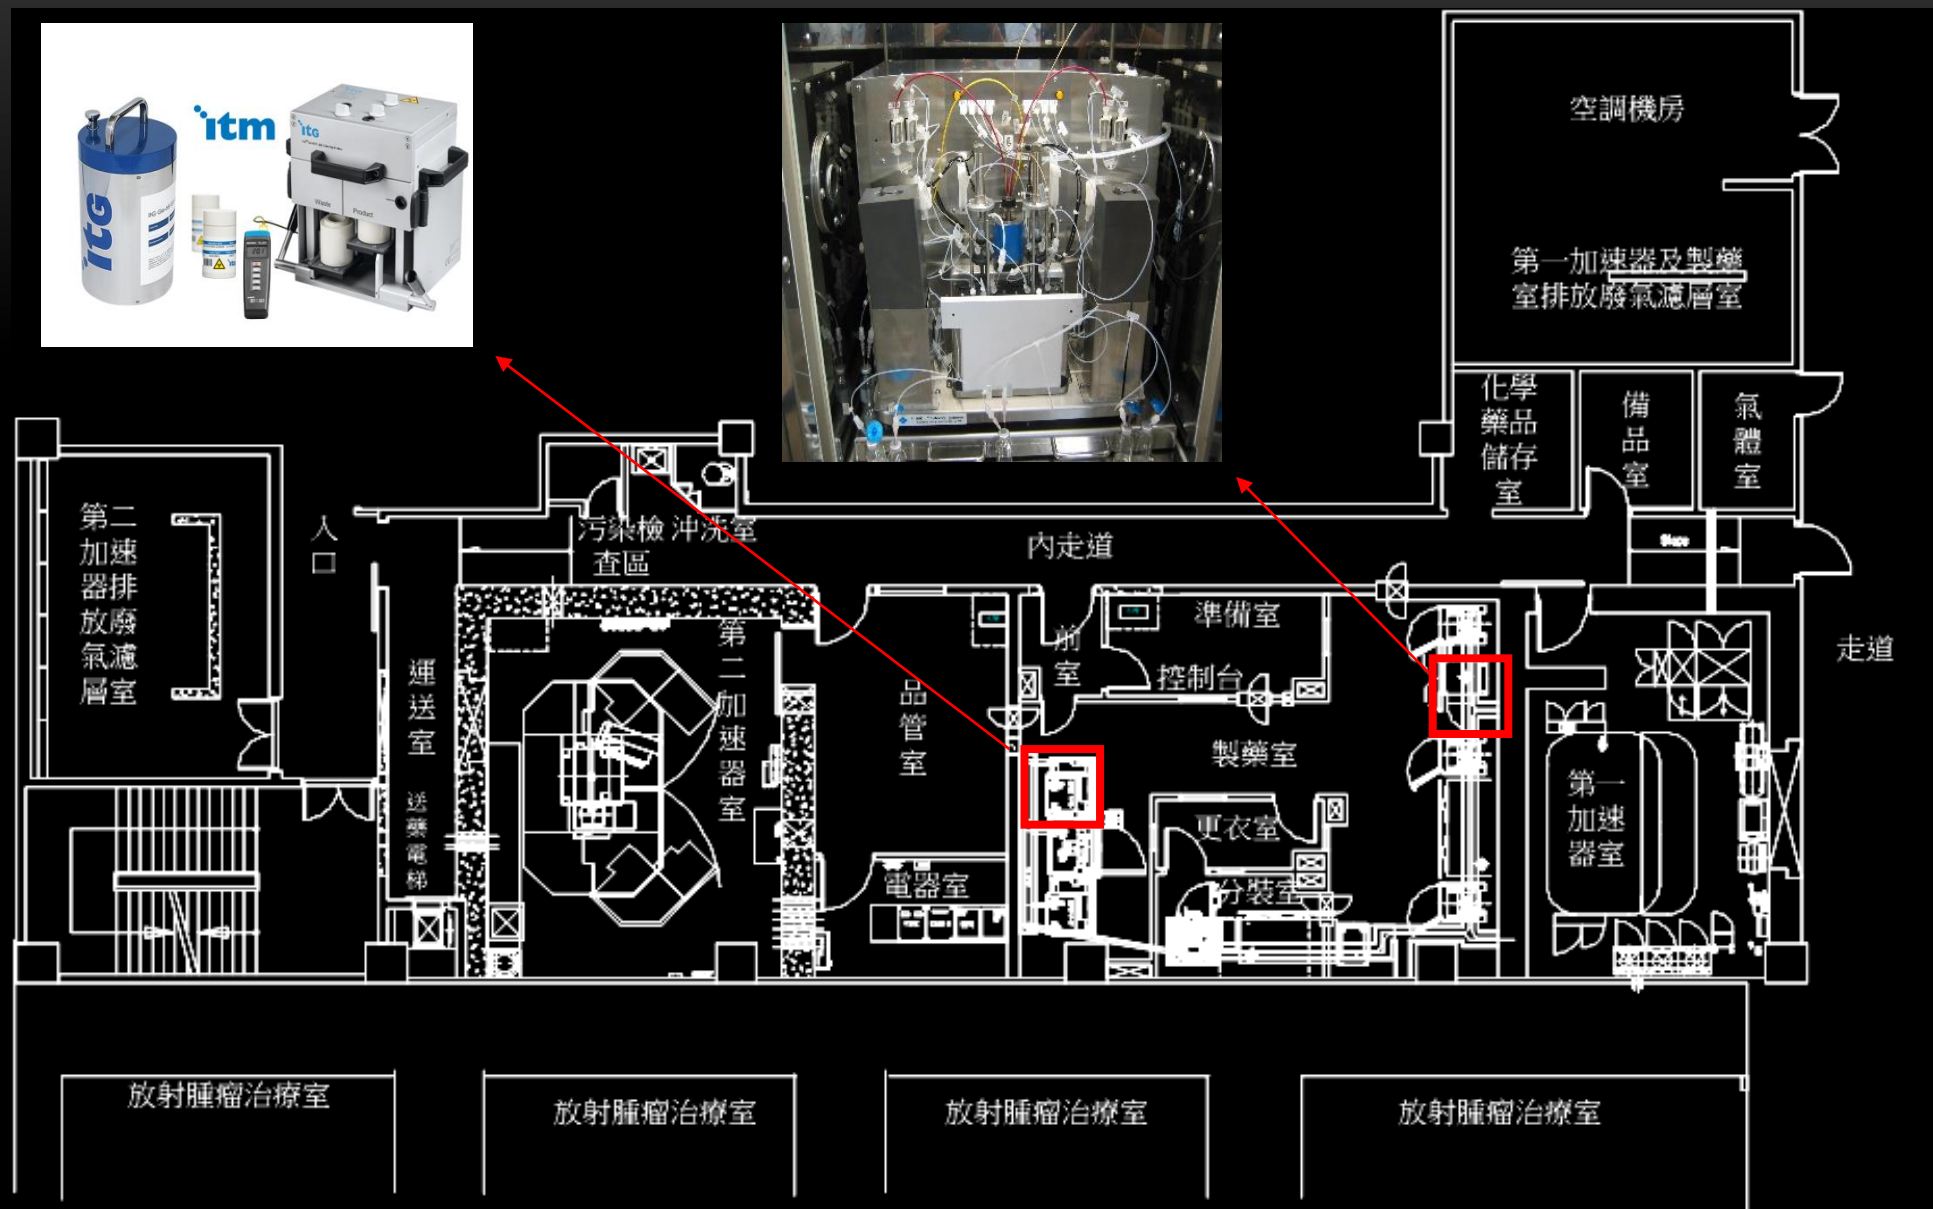 itm
itG
itG
Waste
Product
空調機房
第一加速器及製藥
室排放廢氣濾層室
化學
藥品
儲存
室
備
品
室
氣
體
室
第二
加速
器排
放廢
氣濾
層室
入
口
污染檢
查區
沖洗室
內走道
走道
運
送
室
送
藥
電
梯
第
二
加
速
器
室
品
管
室
電器室
前
室
準備室
控制台
製藥室
更衣室
分裝室
第一
加速
器室
放射腫瘤治療室
放射腫瘤治療室
放射腫瘤治療室
放射腫瘤治療室